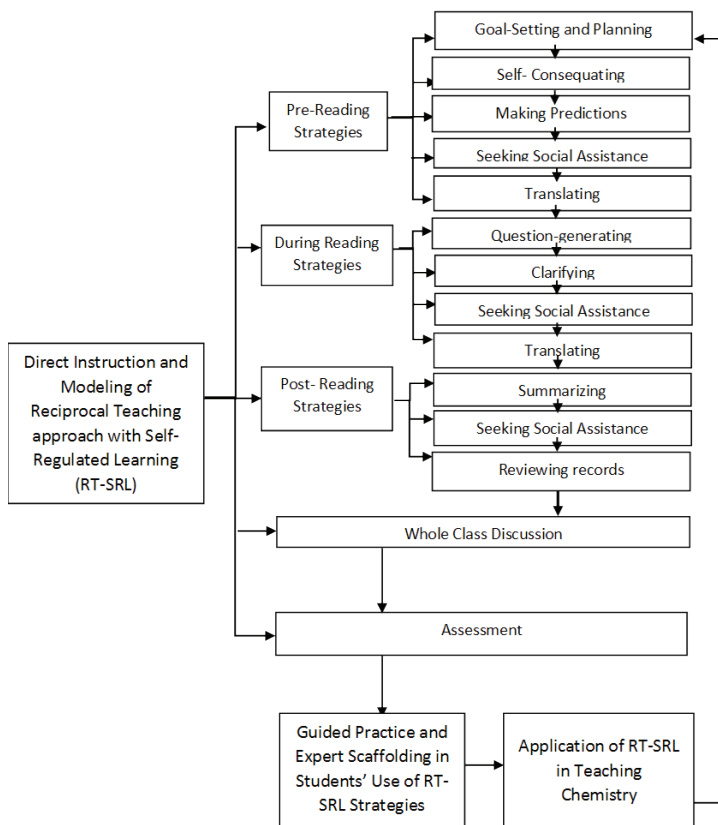 Goal-Setting and Planning
Self- Consequating
Pre-Reading
Strategies
Making Predictions
Seeking Social Assistance
Translating
During Reading
Strategies
Question-generating
Clarifying
Seeking Social Assistance
Translating
Direct Instruction and
Modeling of
Reciprocal Teaching
approach with Self-
Regulated Learning
(RT-SRL)
Post- Reading
Strategies
Summarizing
Seeking Social Assistance
Reviewing records
Whole Class Discussion
Assessment
Guided Practice and
Expert Scaffolding in
Students’ Use of RT-
SRL Strategies
Application of RT-SRL
in Teaching
Chemistry